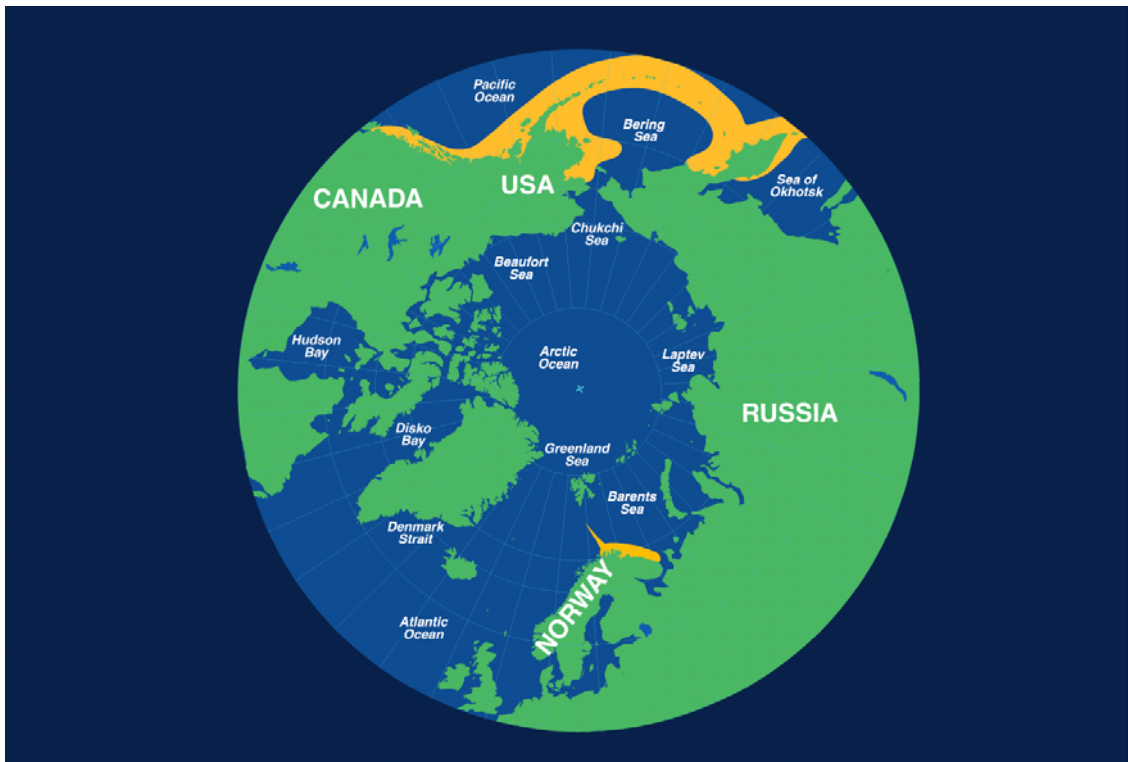 Pacific
Ocean
Bering
Sea
Sea of
Okhotsk
CANADA
USA
Chukchi
Sea
Beaufort
Sea
Hudson
Bay
Arctic
Ocean
Laptev
Sea
RUSSIA
Disko
Bay
Greenland
Sea
Barents
Sea
Denmark
Strait
NORWAY
Atlantic
Ocean